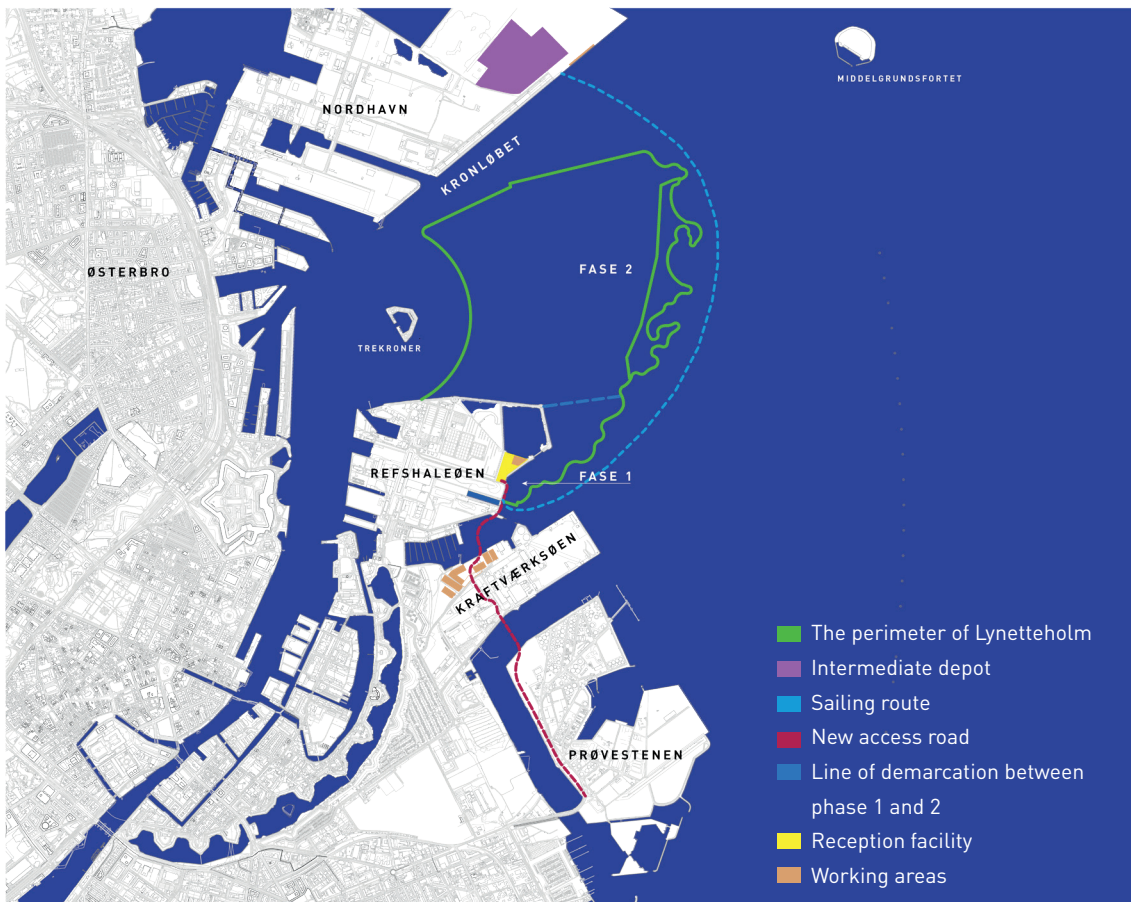 MIDDELGRUNDSFORTET
NORDHAVN
KRONLØBET
ØSTERBRO
FASE 2
TREKRONER
REFSHALEØEN
FASE 1
KRAFTVÆRKSØEN
PRØVESTENEN
The perimeter of Lynetteholm
Intermediate depot
Sailing route
New access road
Line of demarcation between
phase 1 and 2
Reception facility
Working areas